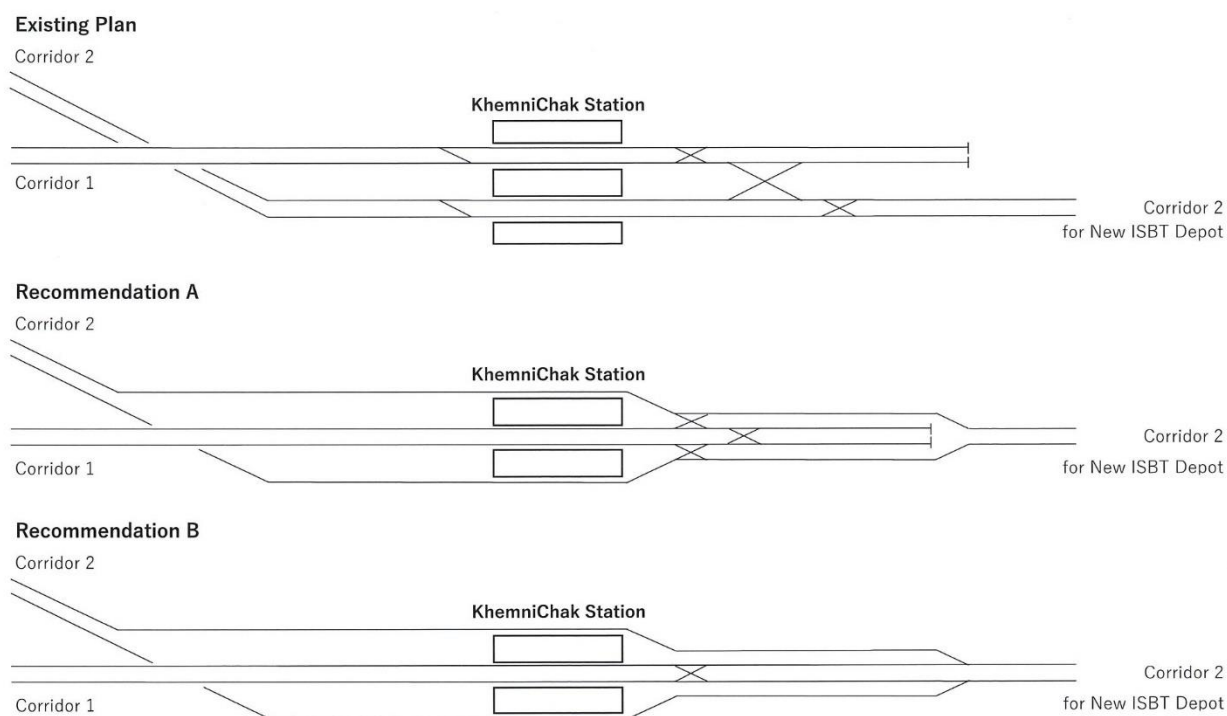 Existing Plan
Corridor 2
KhemniChak Station
Corridor 1
Corridor 2
for New ISBT Depot
Recommendation A
Corridor 2
KhemniChak Station
Corridor 1
Corridor 2
for New ISBT Depot
Recommendation B
Corridor 2
KhemniChak Station
Corridor 1
Corridor 2
for New ISBT Depot